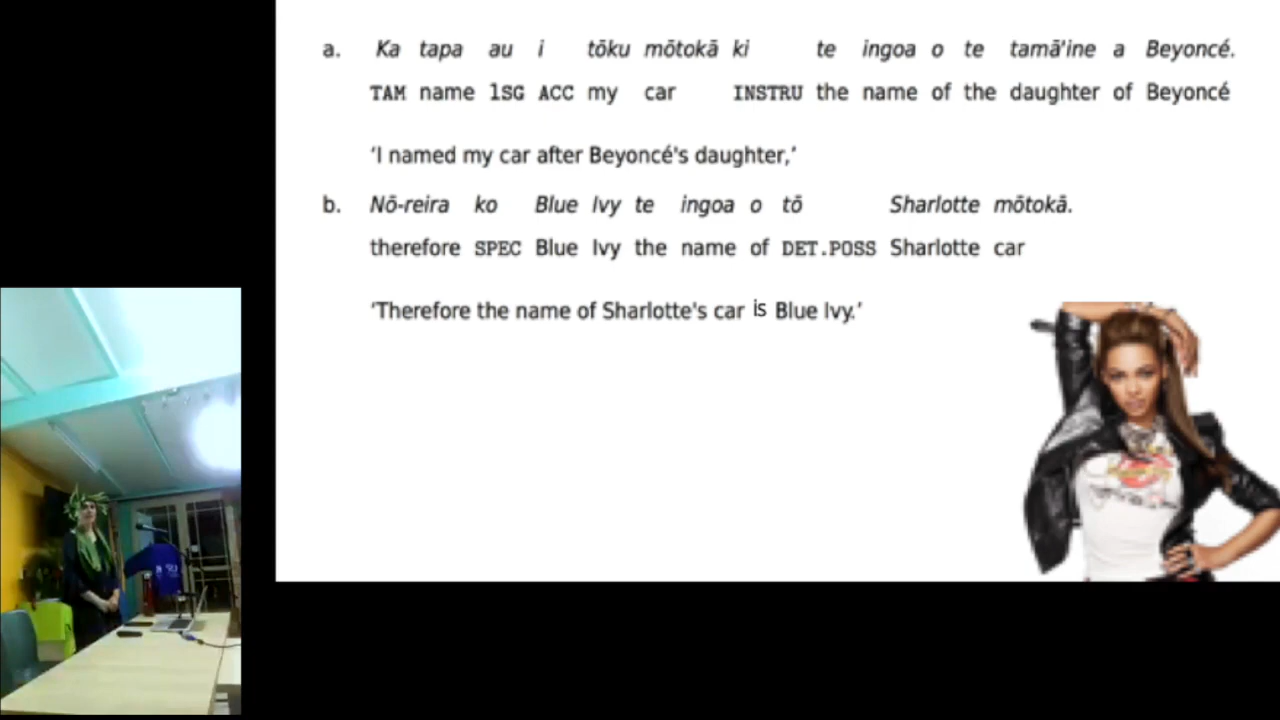 a. Ka tapa au i tōku mōtokā ki te ingoa o te tamā'ine a Beyoncé.
TAM name 1SG ACC my car INSTRU the name of the daughter of Beyoncé
‘I named my car after Beyoncé's daughter,’
b. Nō-reira ko Blue Ivy te ingoa o tō Sharlotte mōtokā.
therefore SPEC Blue Ivy the name of DET.POSS Sharlotte car
‘Therefore the name of Sharlotte's car is Blue Ivy.’